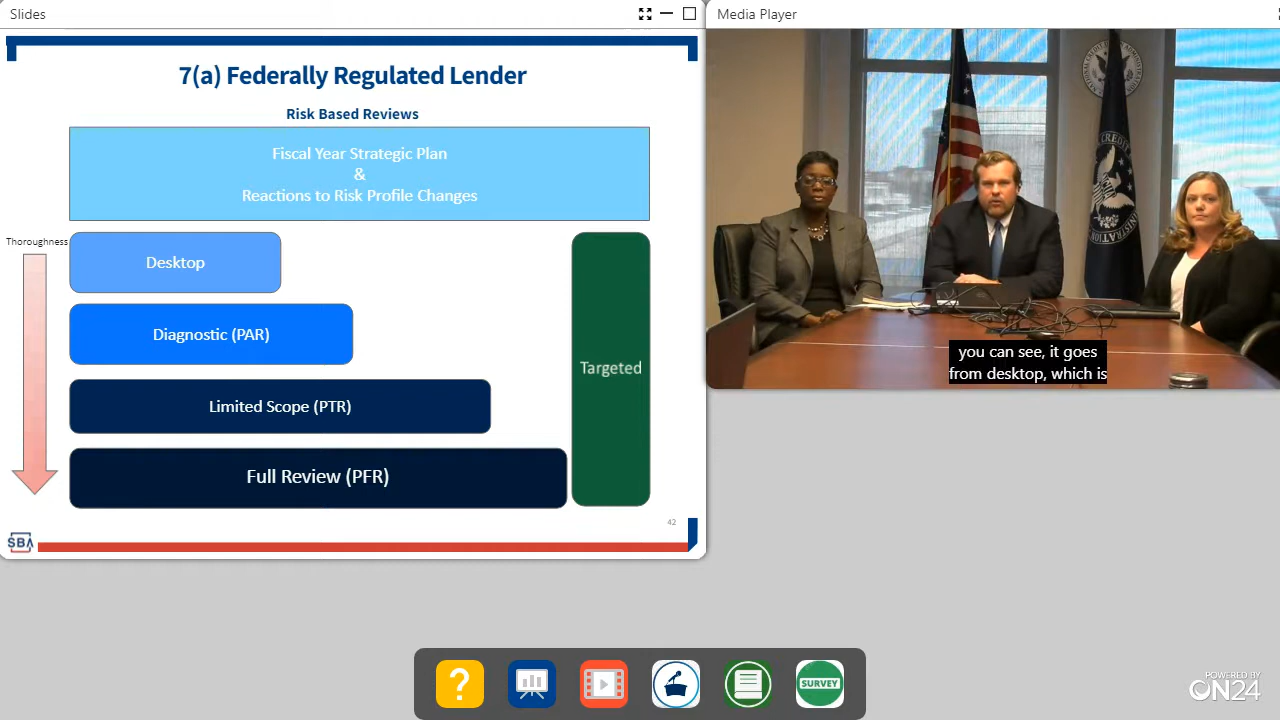 Slides
7(a) Federally Regulated Lender
Risk Based Reviews
Fiscal Year Strategic Plan
&
Reactions to Risk Profile Changes
Thoroughness
Desktop
Diagnostic (PAR)
Limited Scope (PTR)
Full Review (PFR)
Targeted
42
SBA
Media Player
CREDIT
ADMINISTRATION
you can see, it goes
from desktop, which is
?
SURVEY
POWERED BY
ON24